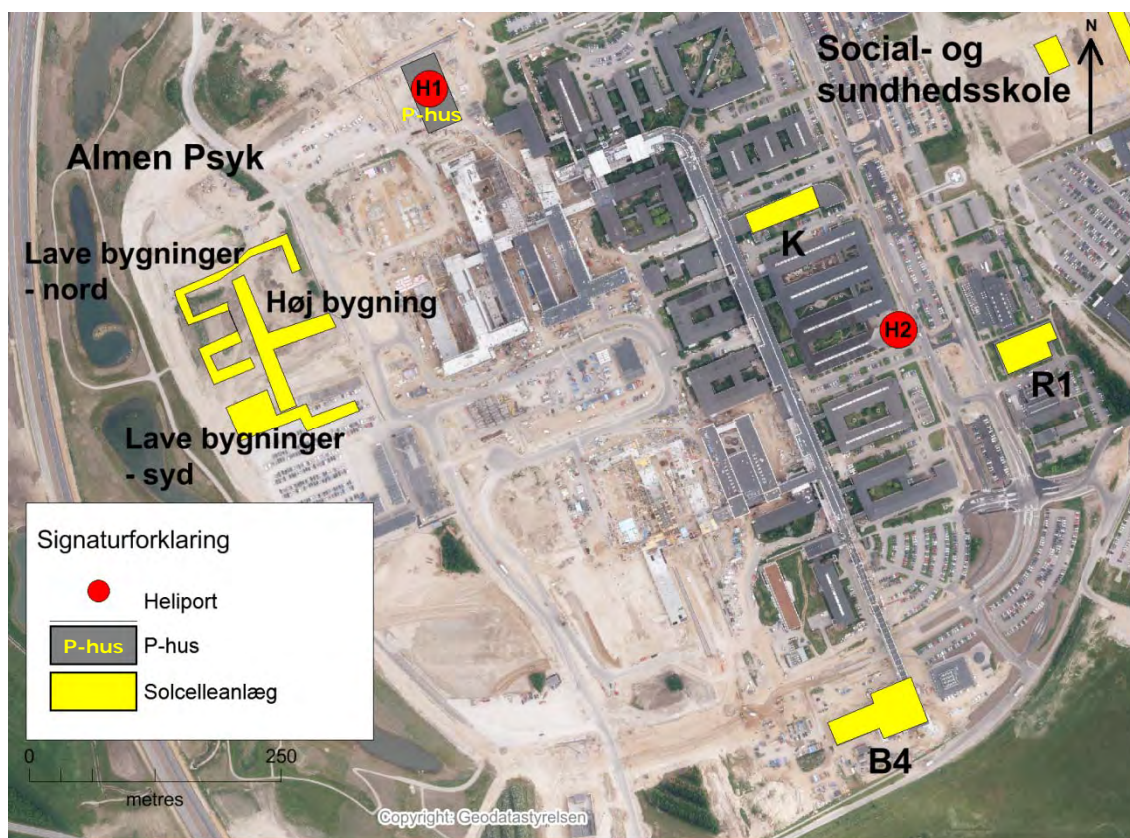 N
Social- og
sundhedsskole
H1
P-hus
Almen Psyk
K
Lave bygninger
- nord
Høj bygning
H2
R1
Lave bygninger
- syd
Signaturforklaring
Heliport
P-hus P-hus
Solcelleanlæg
B4
0 250
metres
Copyright: Geodatastyrelsen